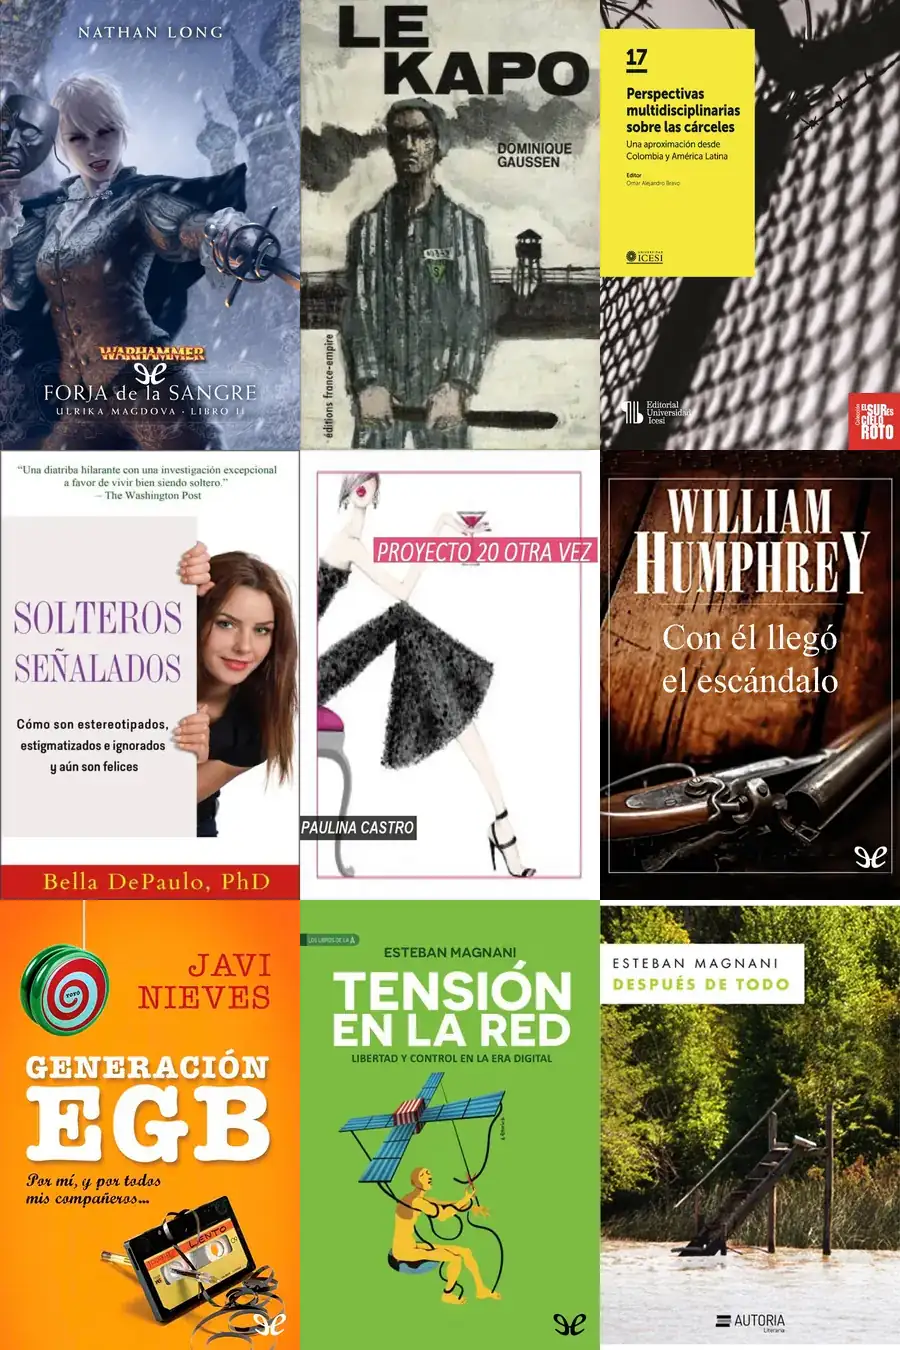 NATHAN LONG
WARHAMMER
FORJA de la SANGRE
ULRIKA MAGDOVA · LIBRO II
LE
KAPO
DOMINIQUE
GAUSSEN
S
éditions france-empire
17
Perspectivas
multidisciplinarias
sobre las cárceles
Una aproximación desde
Colombia y América Latina
Editor
Omar Alejandro Bravo
UNIVERSIDAD
ICESI
Editorial
Universidad
Icesi
Colección
EL
SUR ES
CIELO
ROTO
“Una diatriba hilarante con una investigación excepcional
a favor de vivir bien siendo soltero.”
– The Washington Post
SOLTEROS
SEÑALADOS
Cómo son estereotipados,
estigmatizados e ignorados
y aún son felices
Bella DePaulo, PhD
PROYECTO 20 OTRA VEZ
PAULINA CASTRO
WILLIAM
HUMPHREY
Con él llegó
el escándalo
JAVI
NIEVES
TOYO
GENERACIÓN
EGB
Por mí, y por todos
mis compañeros...
LENTO
LOS LIBROS DE LA A
ESTEBAN MAGNANI
TENSIÓN
EN LA RED
LIBERTAD Y CONTROL EN LA ERA DIGITAL
ESTEBAN MAGNANI
DESPUÉS DE TODO
AUTORIA
Literaria